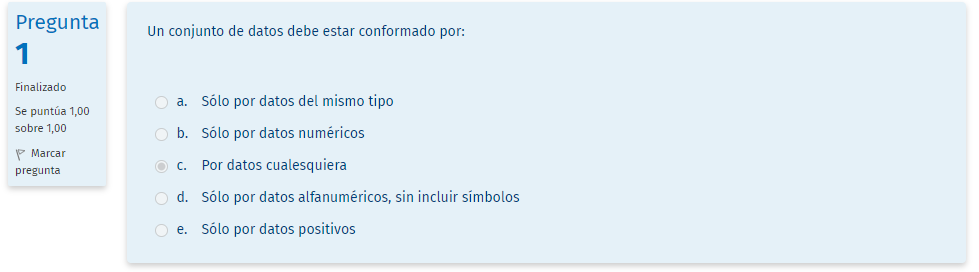 Pregunta
1
Finalizado
Se puntúa 1,00
sobre 1,00
Marcar
pregunta
Un conjunto de datos debe estar conformado por:
a. Sólo por datos del mismo tipo
b. Sólo por datos numéricos
c. Por datos cualesquiera
d. Sólo por datos alfanuméricos, sin incluir símbolos
e. Sólo por datos positivos